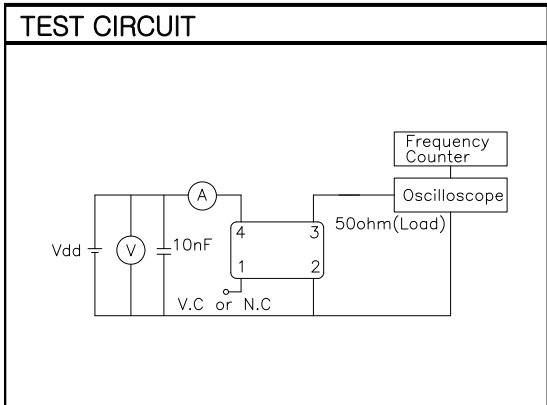 TEST CIRCUIT
Frequency
Counter
A
Oscilloscope
4
3
50ohm(Load)
Vdd
V
10nF
1
2
V.C or N.C